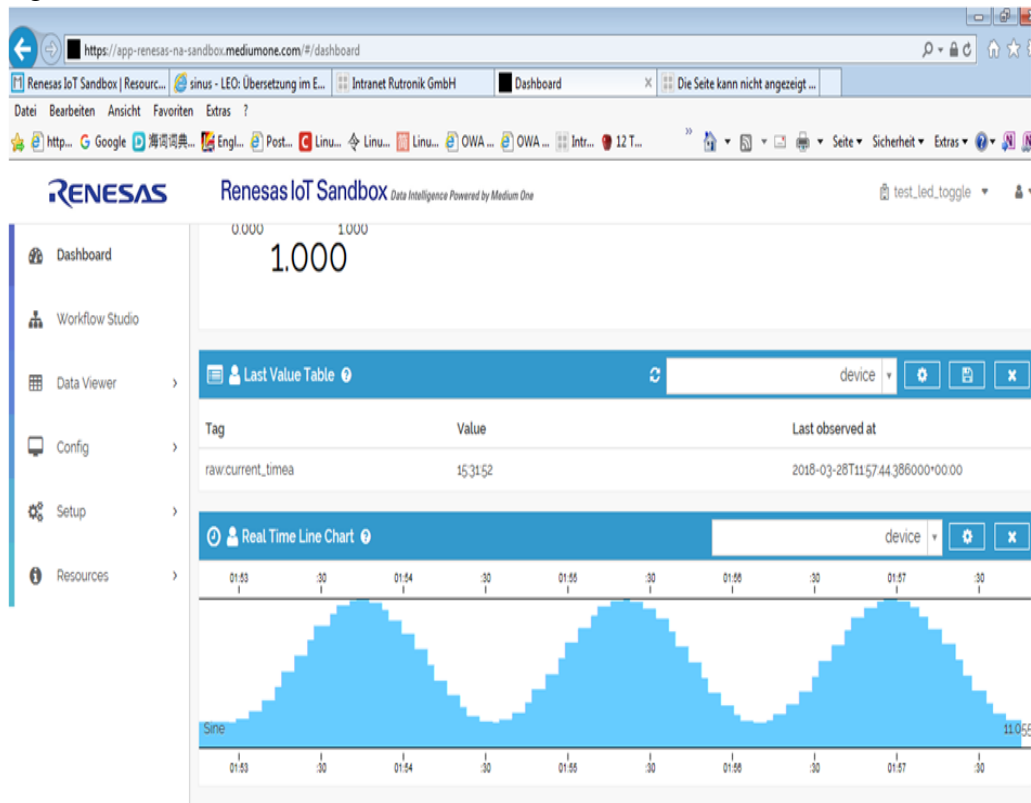 https://app-renesas-na-sandbox.mediumone.com/#/dashboard
Renesas IoT Sandbox | Resourc... sinus - LEO: Übersetzung im E... Intranet Rutronik GmbH Dashboard Die Seite kann nicht angezeigt ...
Datei Bearbeiten Ansicht Favoriten Extras ?
http... Google 海词词典... Engl... Post... Linu... Linu... Linu... OWA ... OWA ... Intr... 12 T... » Seite Sicherheit Extras
RENESAS Renesas IoT Sandbox Data Intelligence Powered by Medium One test_led_toggle
0.000 1.000
Dashboard
1.000
Workflow Studio
Last Value Table device
Data Viewer
Tag Value Last observed at
Config
raw:current_timea 15:31:52 2018-03-28T11:57:44.386000+00:00
Setup
Real Time Line Chart device
Resources
01:53 :30 01:54 :30 01:55 :30 01:56 :30 01:57 :30
Sine 11.055
01:53 :30 01:54 :30 01:55 :30 01:56 :30 01:57 :30